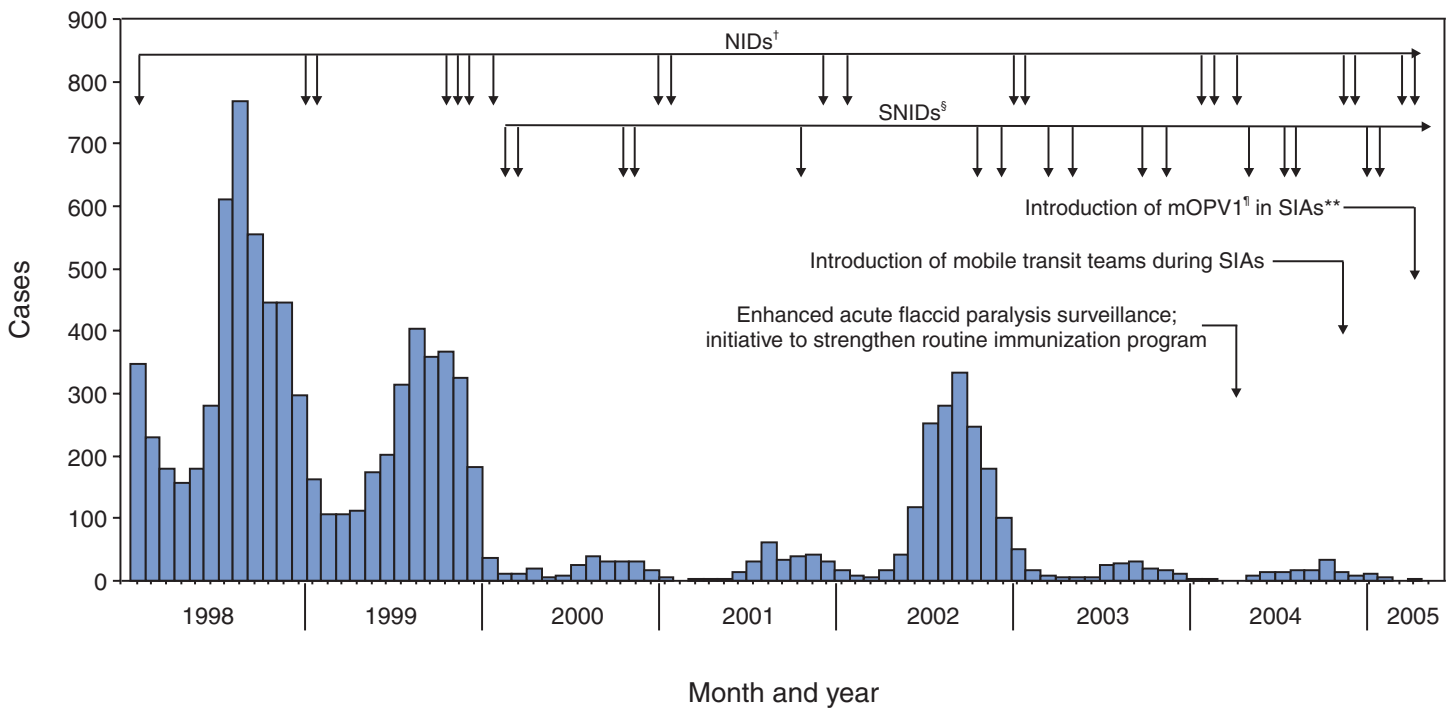 900
800
700
600
500
400
300
200
100
0
Cases
NIDs†
SNIDs§
Introduction of mOPV1¶ in SIAs**
Introduction of mobile transit teams during SIAs
Enhanced acute flaccid paralysis surveillance;
initiative to strengthen routine immunization program
1998 1999 2000 2001 2002 2003 2004 2005
Month and year